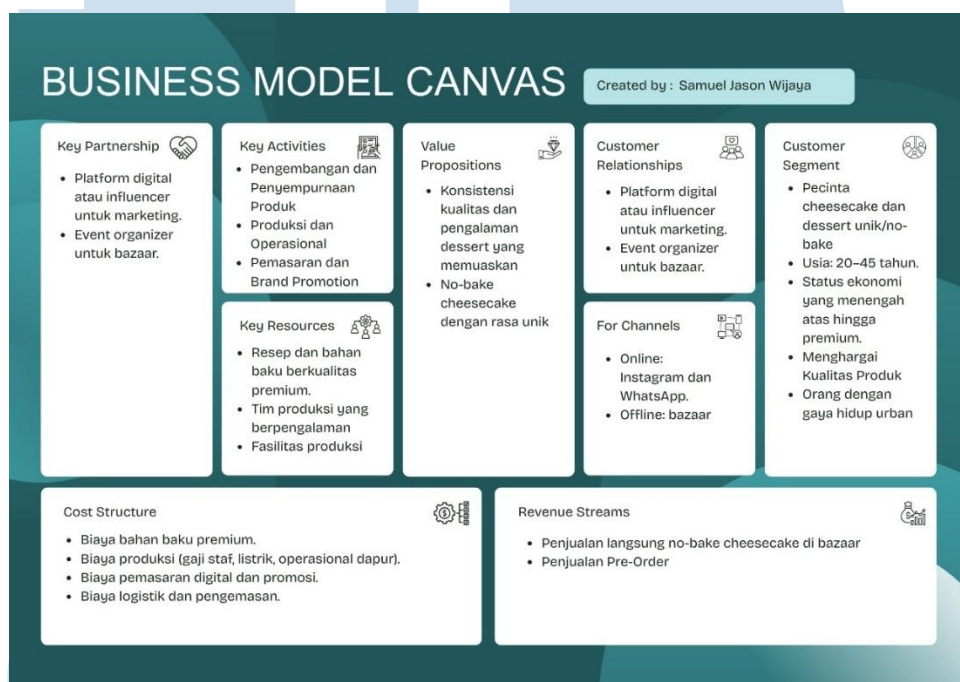 BUSINESS MODEL CANVAS
Created by : Samuel Jason Wijaya
Key Partnership
• Platform digital
atau influencer
untuk marketing.
• Event organizer
untuk bazaar.
Key Activities
• Pengembangan dan
Penyempurnaan
Produk
• Produksi dan
Operasional
• Pemasaran dan
Brand Promotion
Key Resources
• Resep dan bahan
baku berkualitas
premium.
• Tim produksi yang
berpengalaman
• Fasilitas produksi
Value
Propositions
• Konsistensi
kualitas dan
pengalaman
dessert yang
memuaskan
• No-bake
cheesecake
dengan rasa unik
Customer
Relationships
• Platform digital
atau influencer
untuk marketing.
• Event organizer
untuk bazaar.
For Channels
• Online:
Instagram dan
WhatsApp.
• Offline: bazaar
Customer
Segment
• Pecinta
cheesecake dan
dessert unik/no-
bake
• Usia: 20–45 tahun.
• Status ekonomi
yang menengah
atas hingga
premium.
• Menghargai
Kualitas Produk
• Orang dengan
gaya hidup urban
Cost Structure
• Biaya bahan baku premium.
• Biaya produksi (gaji staf, listrik, operasional dapur).
• Biaya pemasaran digital dan promosi.
• Biaya logistik dan pengemasan.
Revenue Streams
• Penjualan langsung no-bake cheesecake di bazaar
• Penjualan Pre-Order